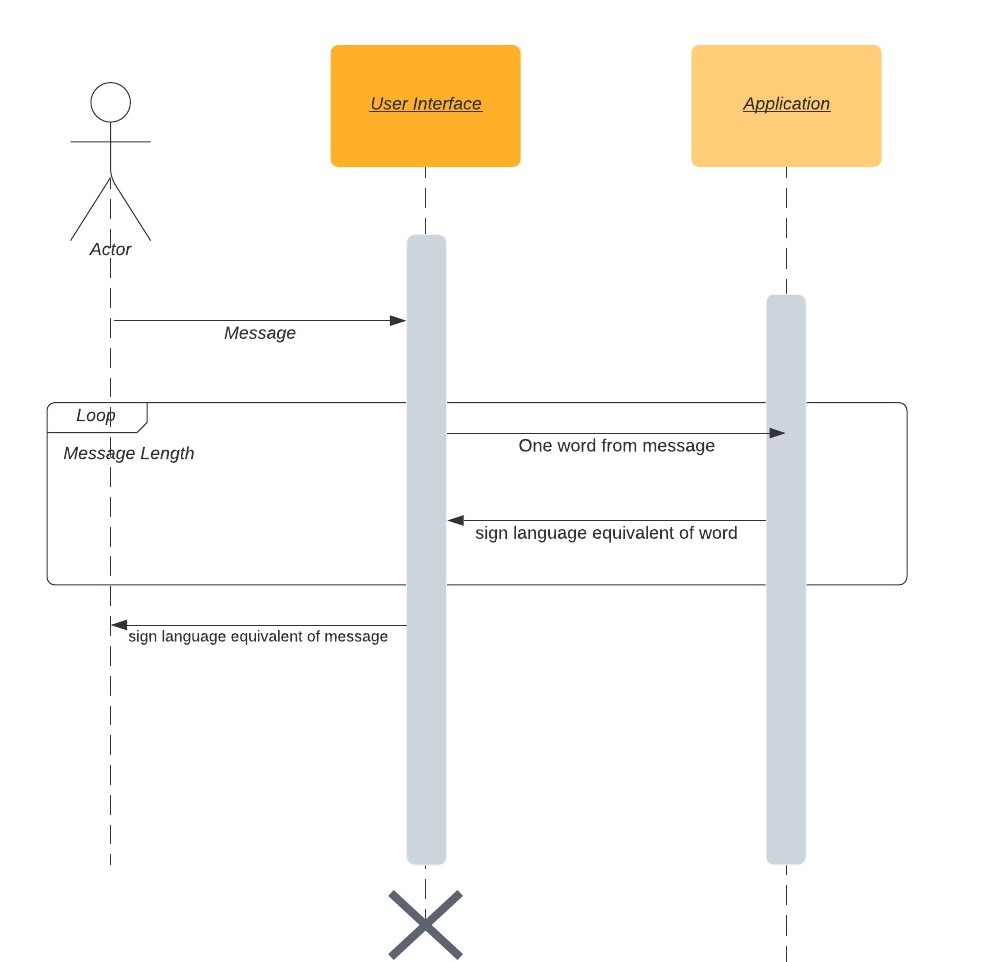 User Interface
Application
Actor
Message
Loop
Message Length
One word from message
sign language equivalent of word
sign language equivalent of message